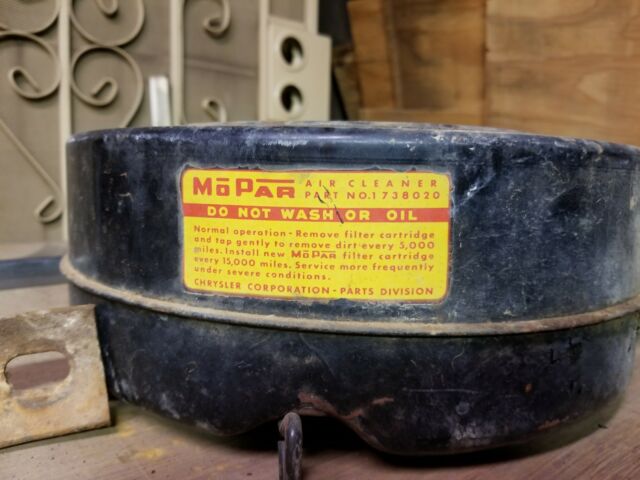 MōPAR AIR CLEANER
PART NO. 1738020
DO NOT WASH OR OIL
Normal operation - Remove filter cartridge
and tap gently to remove dirt every 5,000
miles. Install new MōPAR filter cartridge
every 15,000 miles. Service more frequently
under severe conditions.
CHRYSLER CORPORATION - PARTS DIVISION